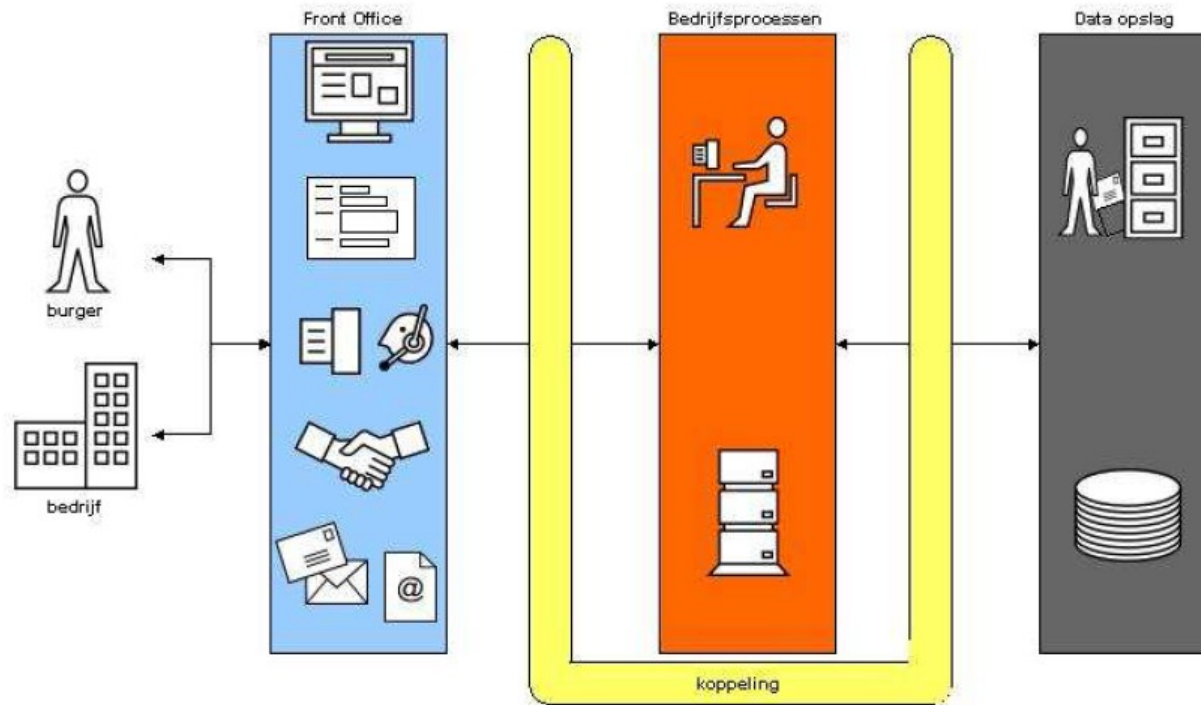 Front Office
Bedrijfsprocessen
Data opslag
burger
bedrijf
@
koppeling